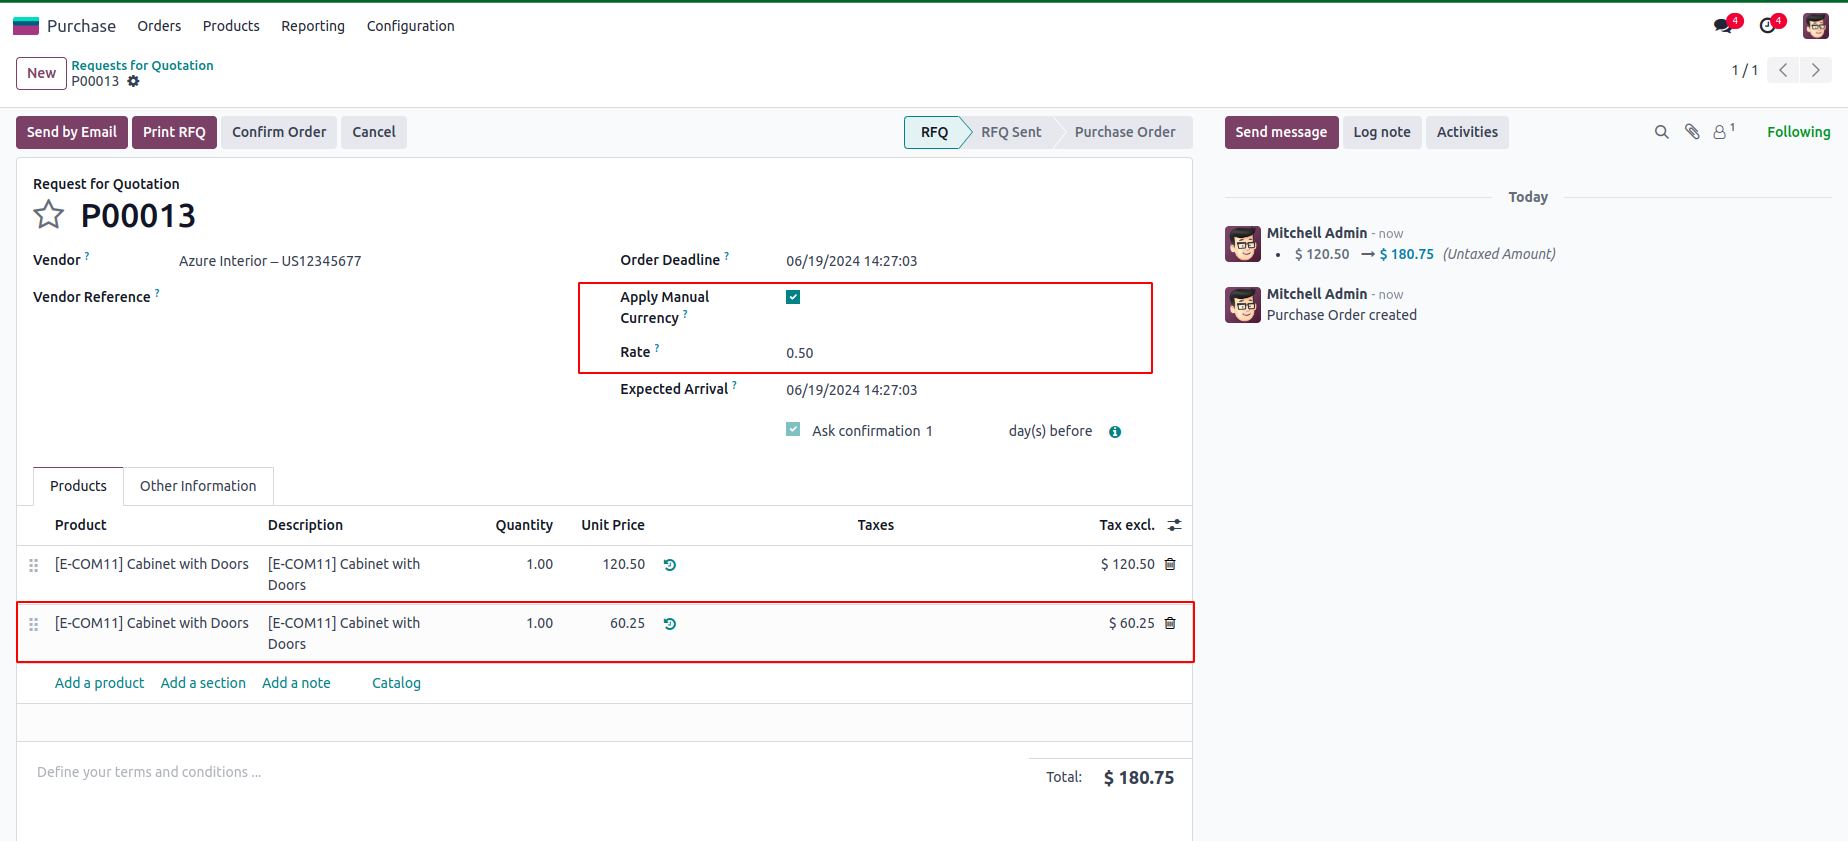 Purchase Orders Products Reporting Configuration 4 4
New Requests for Quotation
P00013
1 / 1
Send by Email Print RFQ Confirm Order Cancel RFQ RFQ Sent Purchase Order Send message Log note Activities 1 Following
Request for Quotation
P00013
Vendor ? Azure Interior – US12345677
Vendor Reference ?
Order Deadline ? 06/19/2024 14:27:03
Apply Manual
Currency ?
Rate ? 0.50
Expected Arrival ? 06/19/2024 14:27:03
Ask confirmation 1 day(s) before
Products Other Information
Product Description Quantity Unit Price Taxes Tax excl.
[E-COM11] Cabinet with Doors [E-COM11] Cabinet with 1.00 120.50 $ 120.50
Doors
[E-COM11] Cabinet with Doors [E-COM11] Cabinet with 1.00 60.25 $ 60.25
Doors
Add a product Add a section Add a note Catalog
Define your terms and conditions ...
Total: $ 180.75
Today
Mitchell Admin - now
• $ 120.50 → $ 180.75 (Untaxed Amount)
Mitchell Admin - now
Purchase Order created